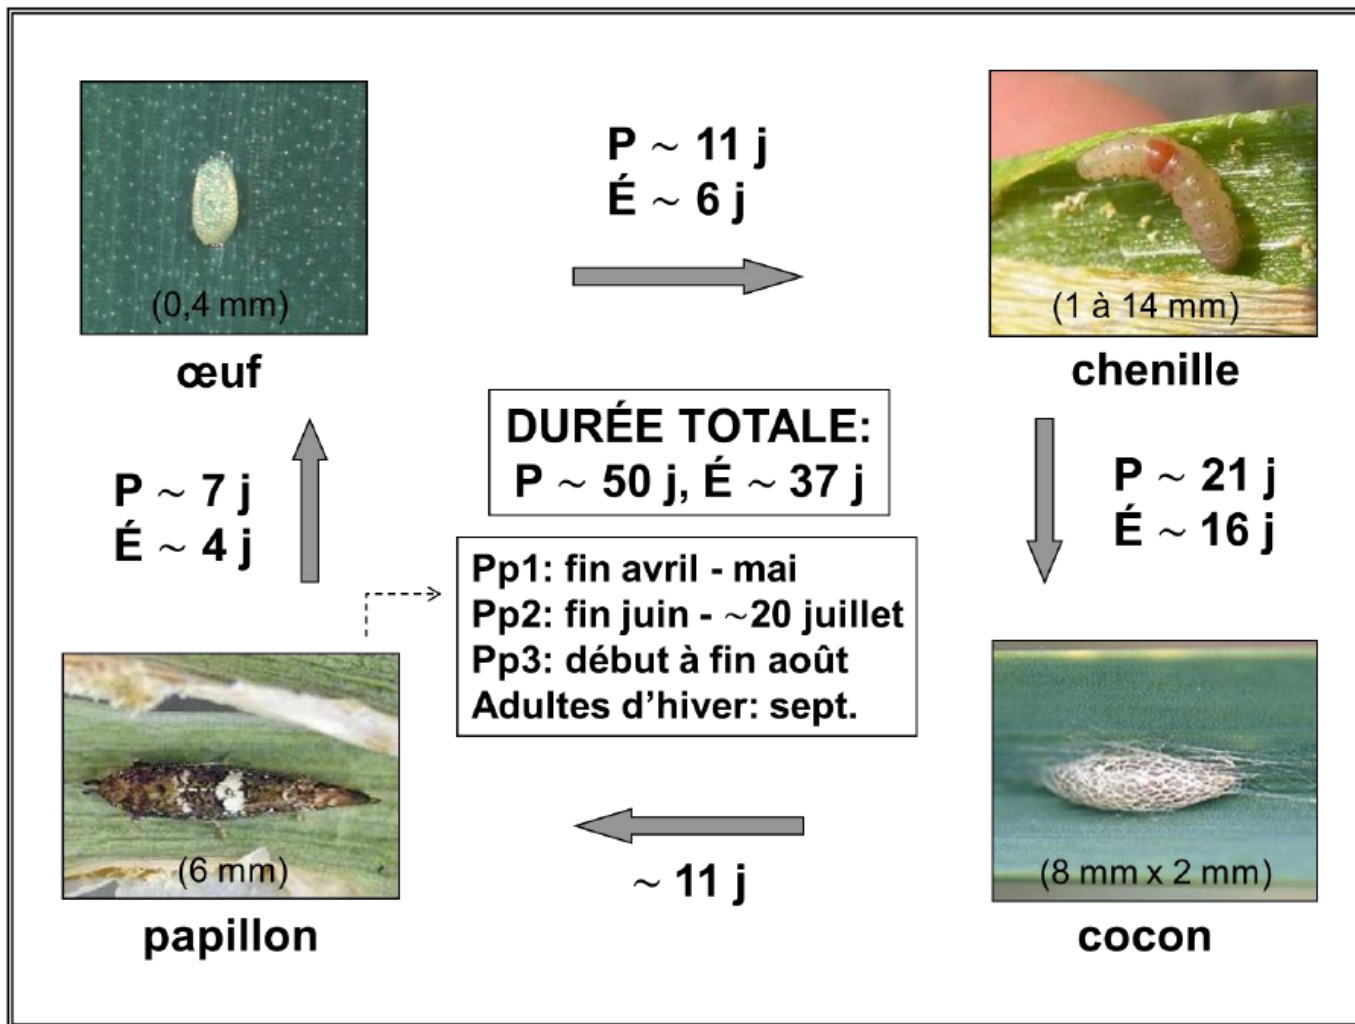 (0,4 mm)
œuf
P ~ 11 j
É ~ 6 j
(1 à 14 mm)
chenille
DURÉE TOTALE:
P ~ 50 j, É ~ 37 j
P ~ 7 j
É ~ 4 j
P ~ 21 j
É ~ 16 j
Pp1: fin avril - mai
Pp2: fin juin - ~20 juillet
Pp3: début à fin août
Adultes d’hiver: sept.
(6 mm)
papillon
~ 11 j
(8 mm x 2 mm)
cocon